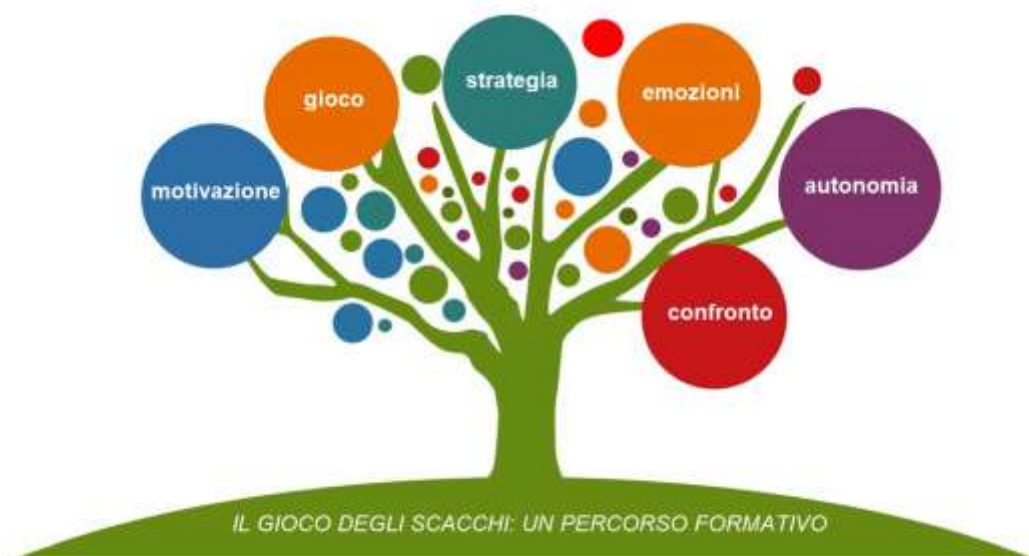 strategia
emozioni
gioco
motivazione
autonomia
confronto
IL GIOCO DEGLI SCACCHI: UN PERCORSO FORMATIVO